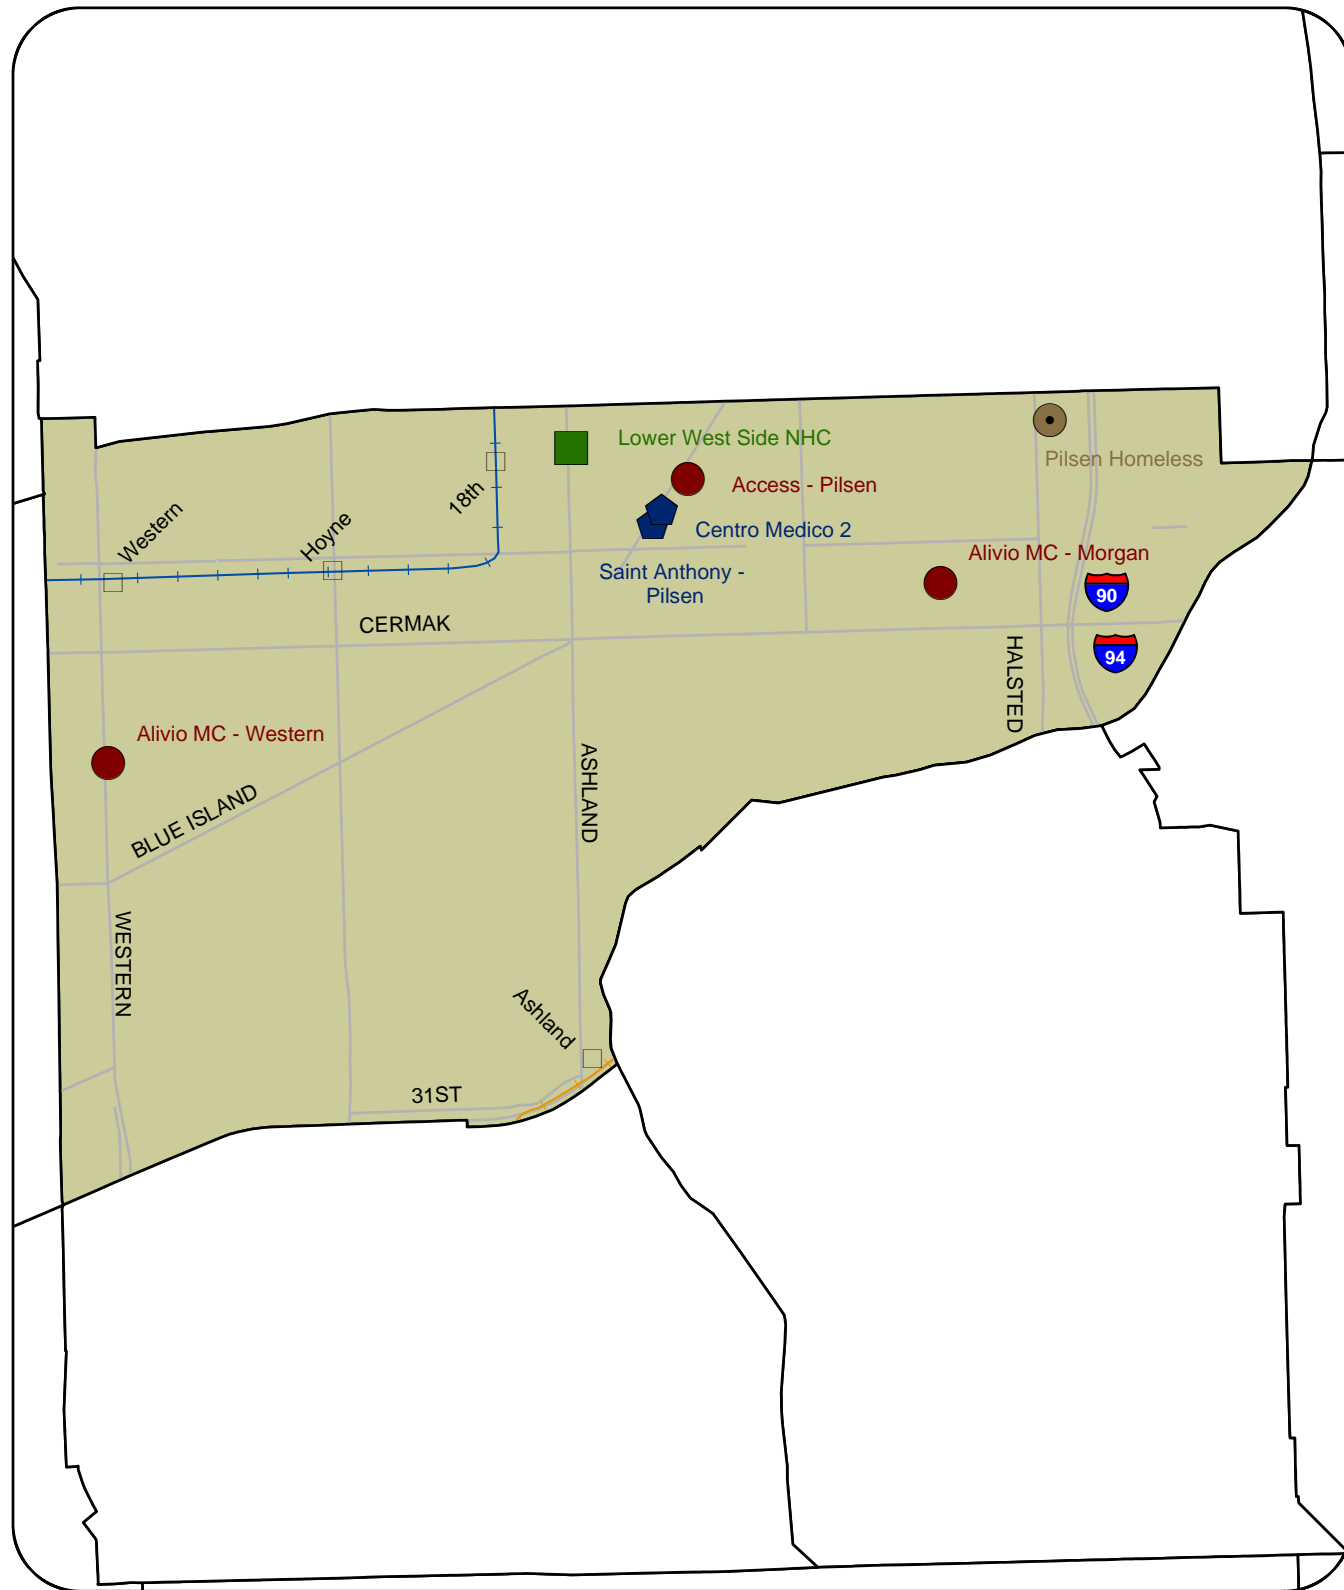 Lower West Side NHC
Pilsen Homeless
Access - Pilsen
18th
Western
Hoyne
Centro Medico 2
Alivio MC - Morgan
Saint Anthony -
Pilsen
90
CERMAK
94
HALSTED
Alivio MC - Western
ASHLAND
BLUE ISLAND
WESTERN
Ashland
31ST